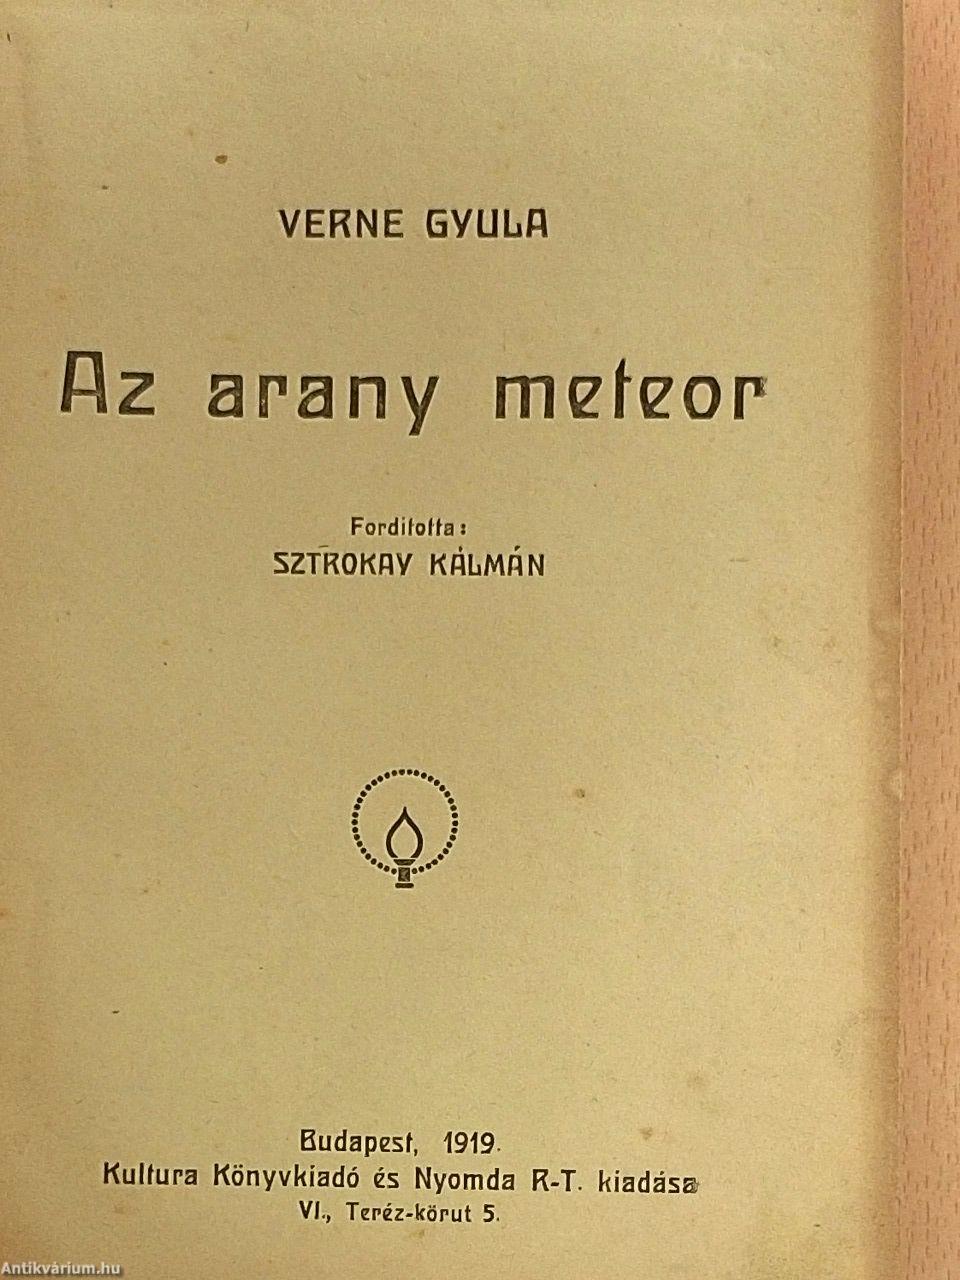 VERNE GYULA
Az arany meteor
Fordította:
SZTROKAY KÁLMÁN
Budapest, 1919.
Kultura Könyvkiadó és Nyomda R-T. kiadása
VI., Teréz-körut 5.
Antikvárium.hu